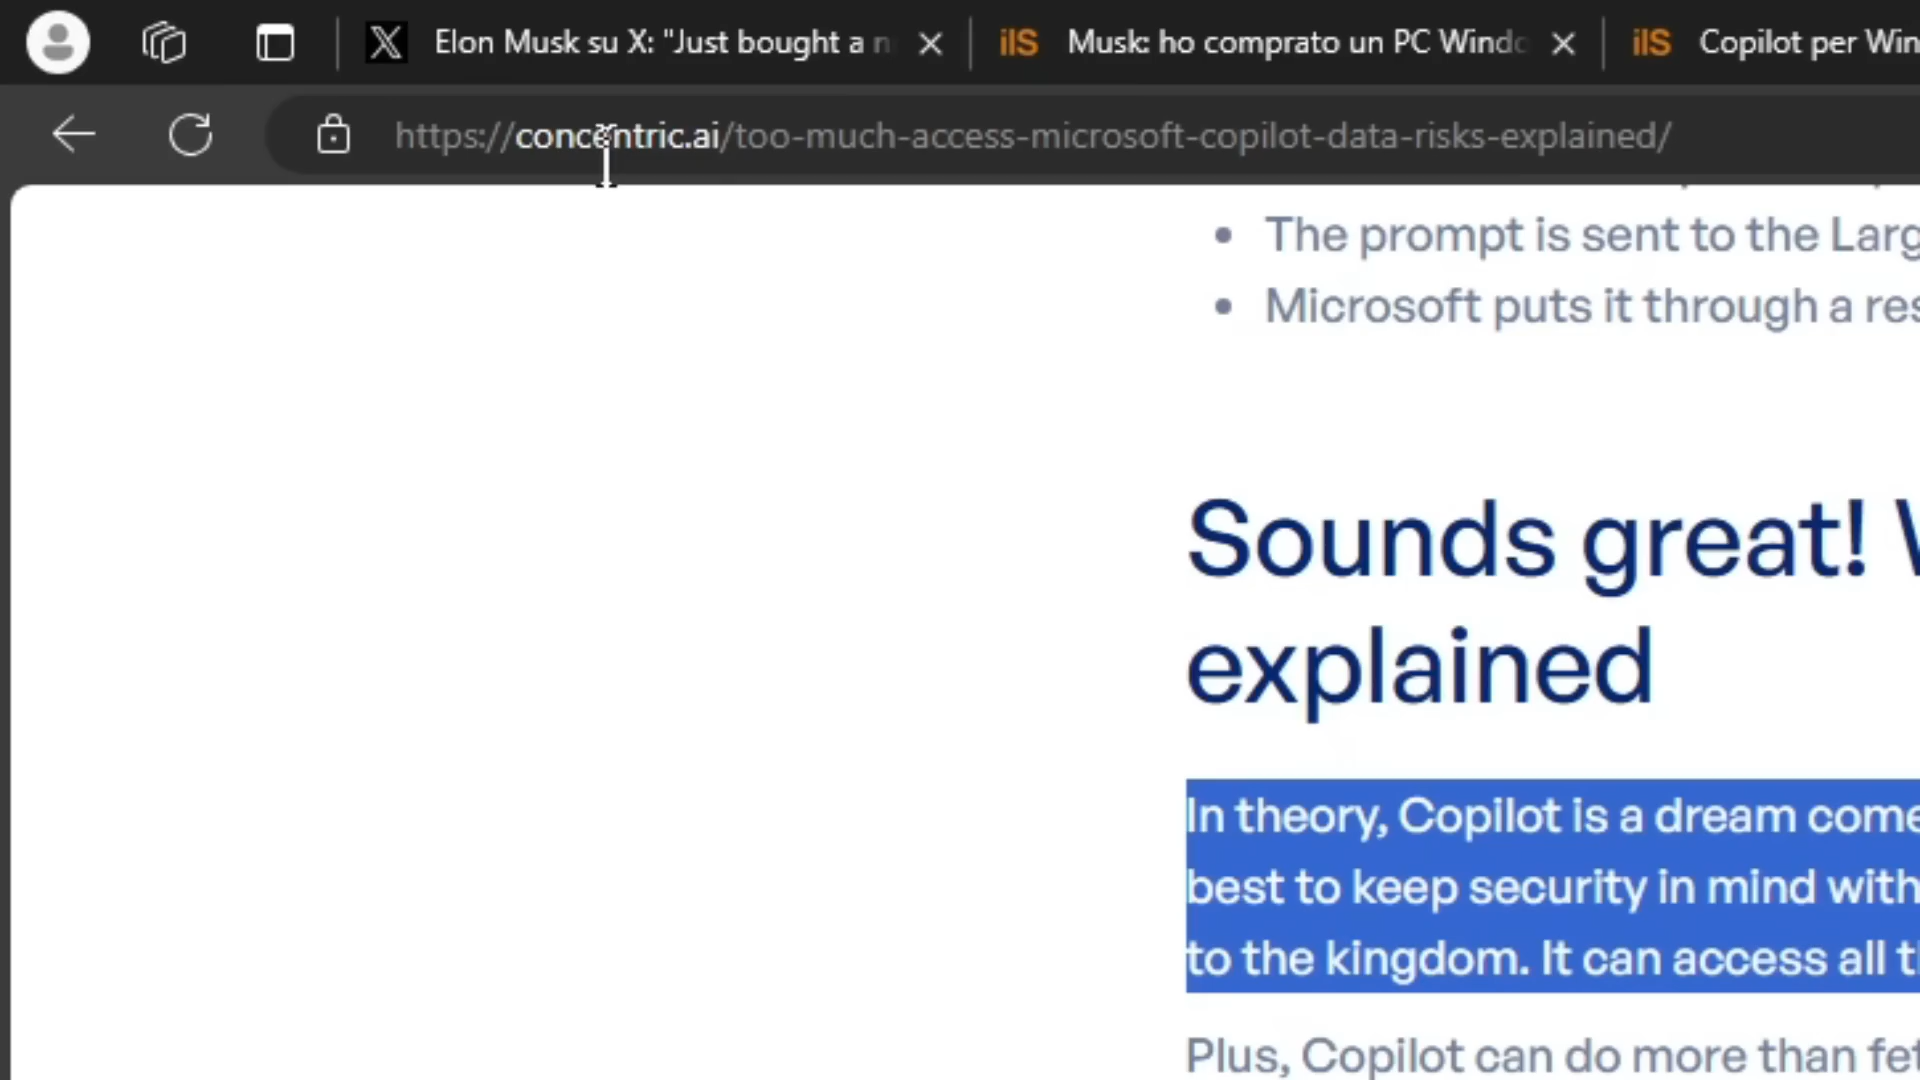 Elon Musk su X: "Just bought a n
ilS Musk: ho comprato un PC Windo
ilS Copilot per Win
https://concentric.ai/too-much-access-microsoft-copilot-data-risks-explained/
The prompt is sent to the Larg
Microsoft puts it through a res
Sounds great! W
explained
In theory, Copilot is a dream come
best to keep security in mind with
to the kingdom. It can access all th
Plus, Copilot can do more than fet